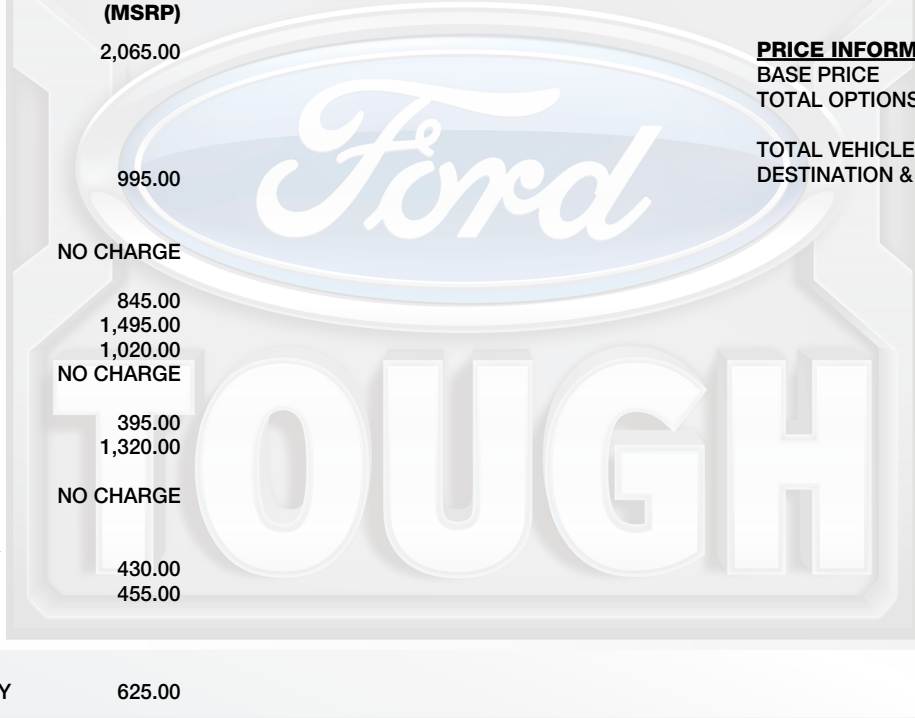 (MSRP)
2,065.00
995.00
NO CHARGE
845.00
1,495.00
1,020.00
NO CHARGE
395.00
1,320.00
NO CHARGE
430.00
455.00
Y 625.00
PRICE INFORM
BASE PRICE
TOTAL OPTIONS
TOTAL VEHICLE
DESTINATION &
Ford
TOUGH